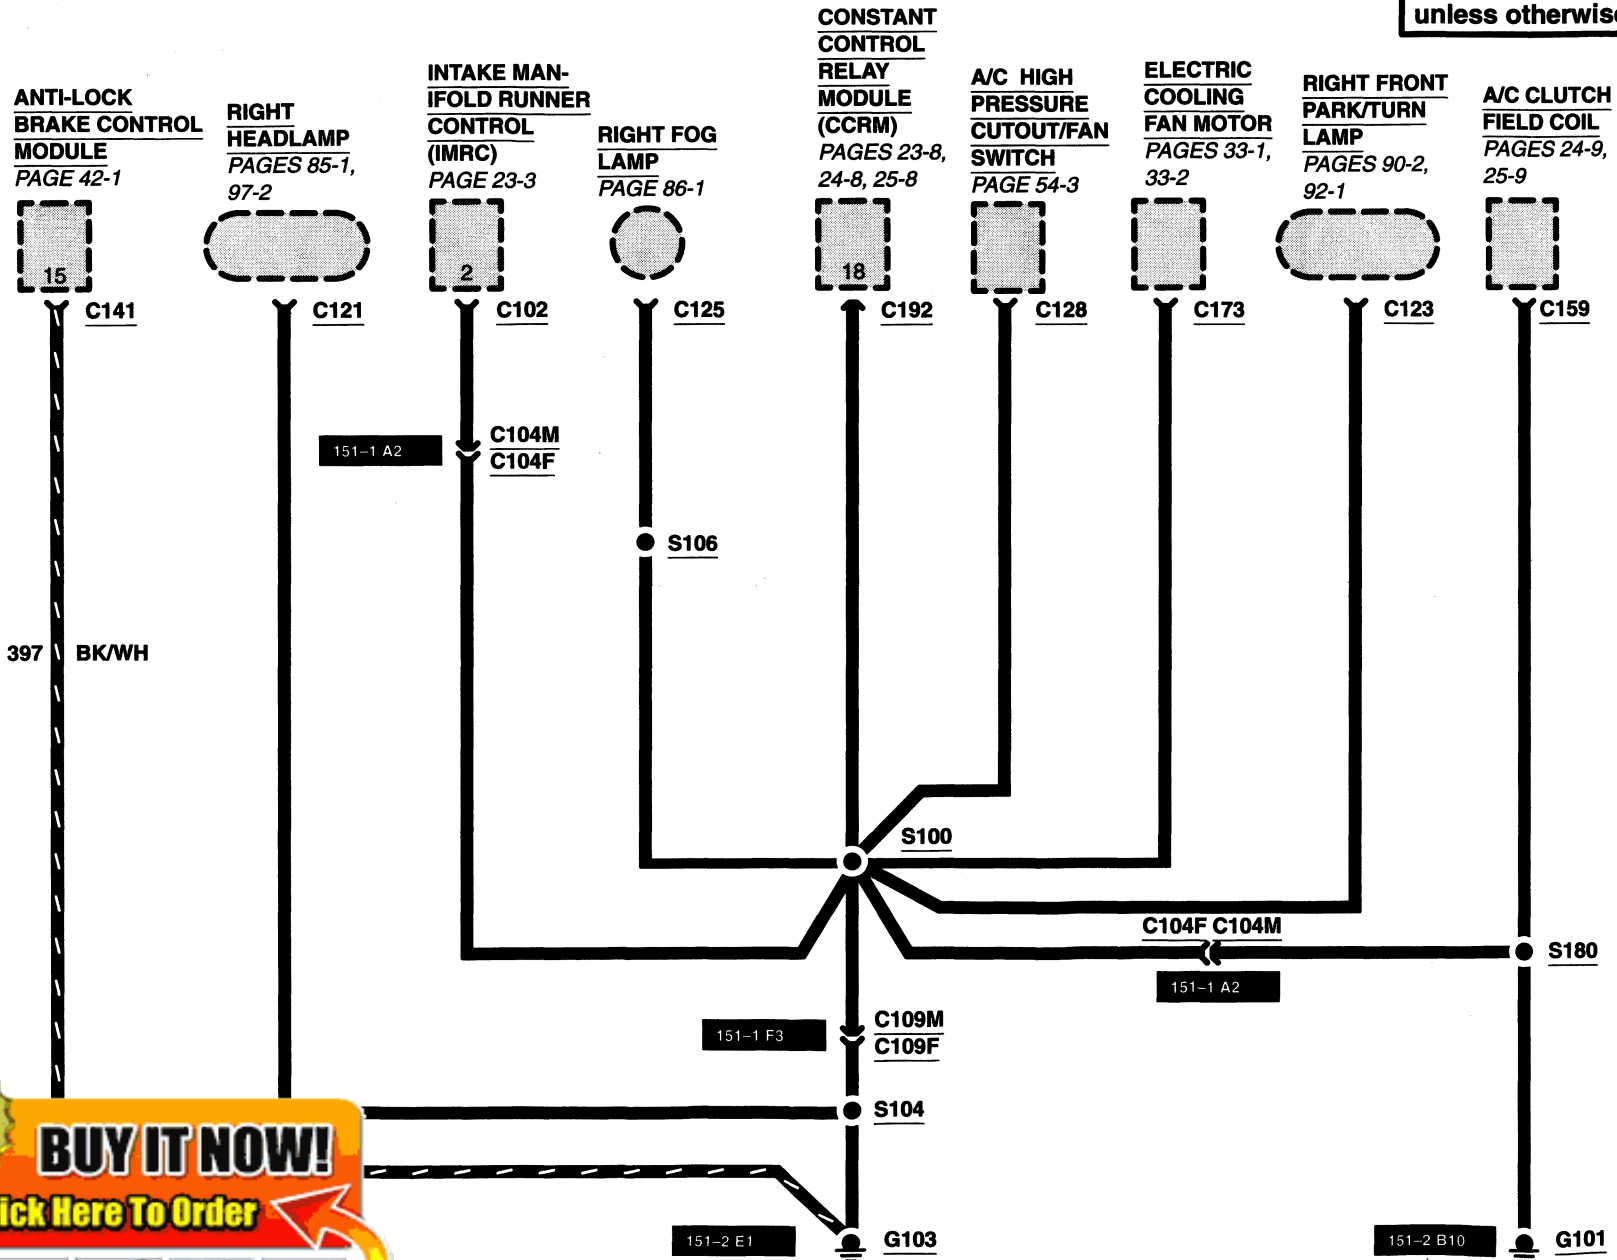 unless otherwise
ANTI-LOCK
BRAKE CONTROL
MODULE
PAGE 42-1
RIGHT
HEADLAMP
PAGES 85-1,
97-2
INTAKE MAN-
IFOLD RUNNER
CONTROL
(IMRC)
PAGE 23-3
RIGHT FOG
LAMP
PAGE 86-1
CONSTANT
CONTROL
RELAY
MODULE
(CCRM)
PAGES 23-8,
24-8, 25-8
A/C HIGH
PRESSURE
CUTOUT/FAN
SWITCH
PAGE 54-3
ELECTRIC
COOLING
FAN MOTOR
PAGES 33-1,
33-2
RIGHT FRONT
PARK/TURN
LAMP
PAGES 90-2,
92-1
A/C CLUTCH
FIELD COIL
PAGES 24-9,
25-9
15
2
18
C141
C121
C102
C125
C192
C128
C173
C123
C159
151-1 A2
C104M
C104F
S106
397
BK/WH
S100
C104F C104M
151-1 A2
S180
151-1 F3
C109M
C109F
S104
BUY IT NOW!
ick Here To Order
151-2 E1
G103
151-2 B10
G101